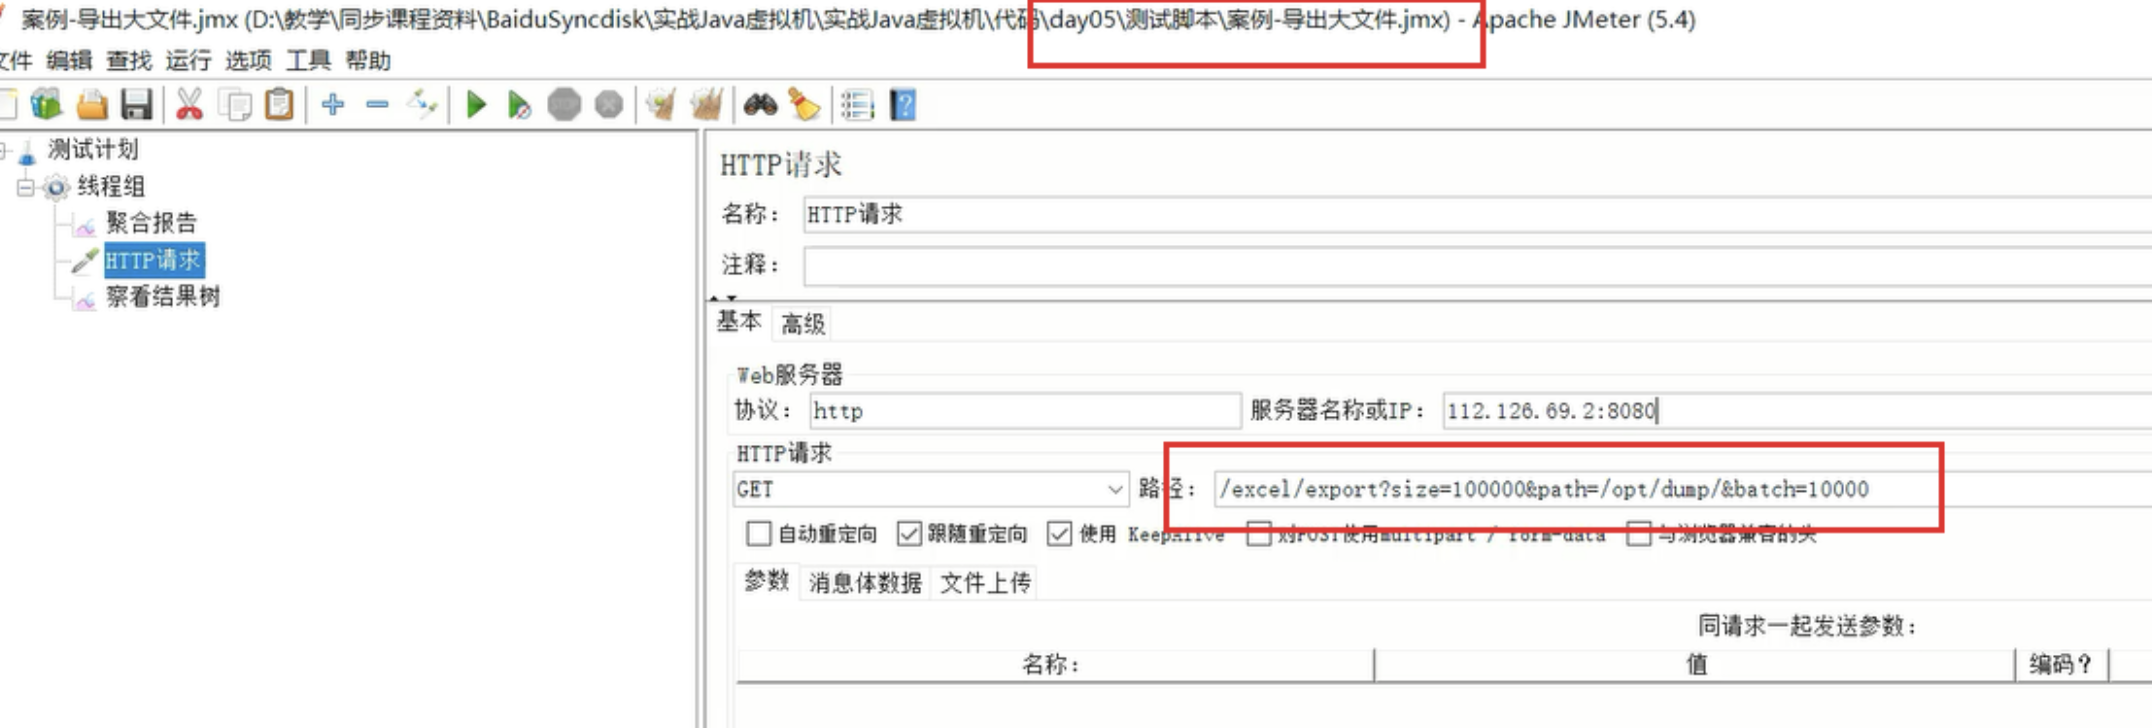 案例-导出大文件.jmx (D:\教学\同步课程资料\BaiduSyncdisk\实战Java虚拟机\实战Java虚拟机\代码\day05\测试脚本\案例-导出大文件.jmx) - Apache JMeter (5.4)
文件 编辑 查找 运行 选项 工具 帮助
测试计划
线程组
聚合报告
HTTP请求
察看结果树
HTTP请求
名称： HTTP请求
注释：
基本 高级
Web服务器
协议： http 服务器名称或IP： 112.126.69.2:8080
HTTP请求
GET 路径： /excel/export?size=100000&path=/opt/dump/&batch=10000
自动重定向 跟随重定向 使用 KeepAlive 对POST使用multipart / form-data 与浏览器兼容的头
参数 消息体数据 文件上传
同请求一起发送参数：
名称： 值 编码？